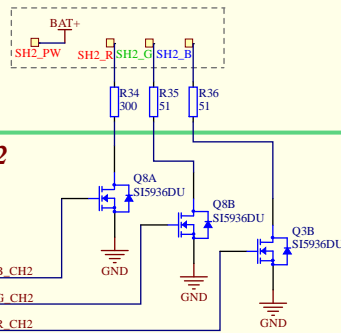 BAT+
SH2_PW
SH2_R SH2_G SH2_B
R34 R35 R36
300 51 51
2
Q8A
SI5936DU
Q8B
SI5936DU
Q3B
SI5936DU
GND
B_CH2
GND
G_CH2
GND
R_CH2